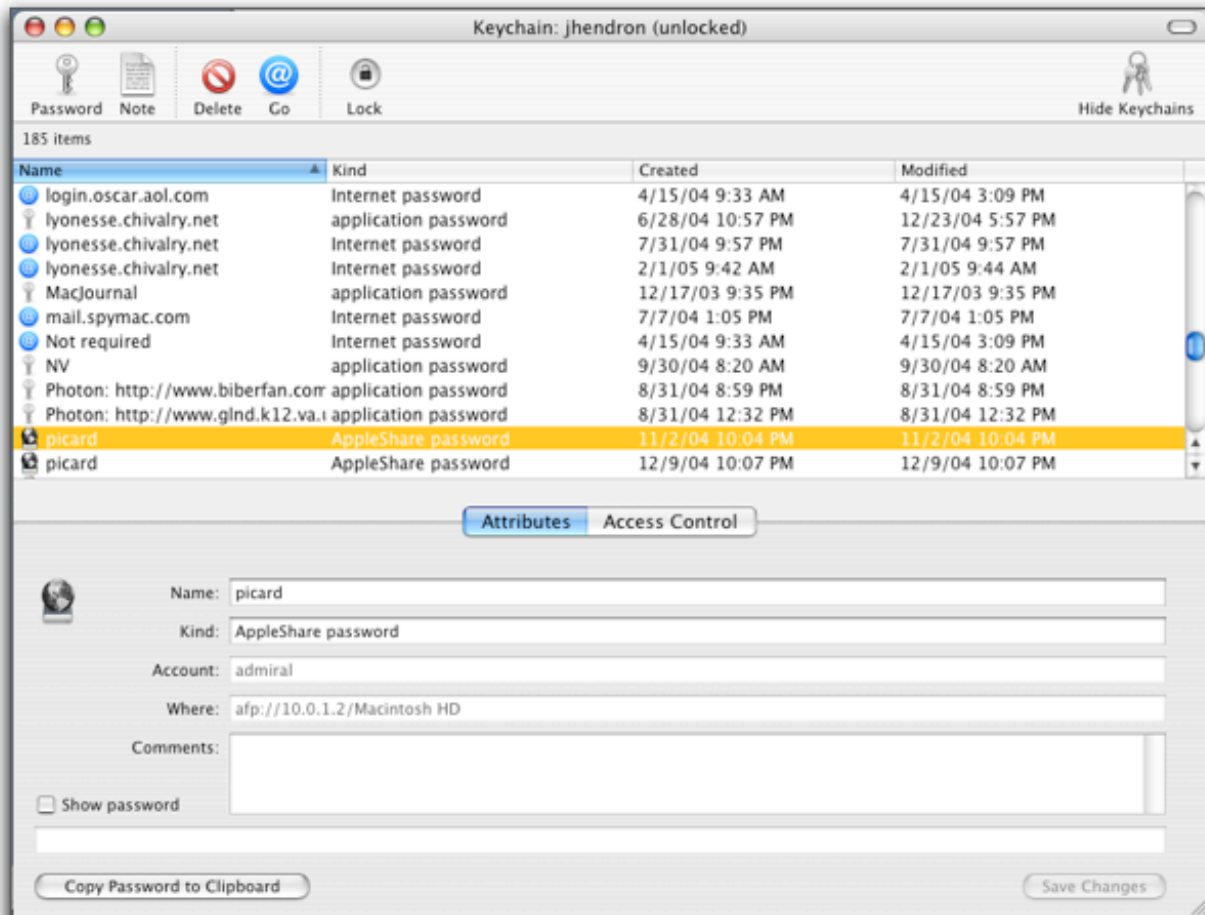 Keychain: jhendron (unlocked)
Password Note Delete Go Lock Hide Keychains
185 items
Name Kind Created Modified
login.oscar.aol.com Internet password 4/15/04 9:33 AM 4/15/04 3:09 PM
lyonesse.chivalry.net application password 6/28/04 10:57 PM 12/23/04 5:57 PM
lyonesse.chivalry.net Internet password 7/31/04 9:57 PM 7/31/04 9:57 PM
lyonesse.chivalry.net Internet password 2/1/05 9:42 AM 2/1/05 9:44 AM
MacJournal application password 12/17/03 9:35 PM 12/17/03 9:35 PM
mail.spymac.com Internet password 7/7/04 1:05 PM 7/7/04 1:05 PM
Not required Internet password 4/15/04 9:33 AM 4/15/04 3:09 PM
NV application password 9/30/04 8:20 AM 9/30/04 8:20 AM
Photon: http://www.biberfan.com application password 8/31/04 8:59 PM 8/31/04 8:59 PM
Photon: http://www.glnd.k12.va.u application password 8/31/04 12:32 PM 8/31/04 12:32 PM
picard AppleShare password 11/2/04 10:04 PM 11/2/04 10:04 PM
picard AppleShare password 12/9/04 10:07 PM 12/9/04 10:07 PM
Attributes Access Control
Name: picard
Kind: AppleShare password
Account: admiral
Where: afp://10.0.1.2/Macintosh HD
Comments:
Show password
Copy Password to Clipboard Save Changes